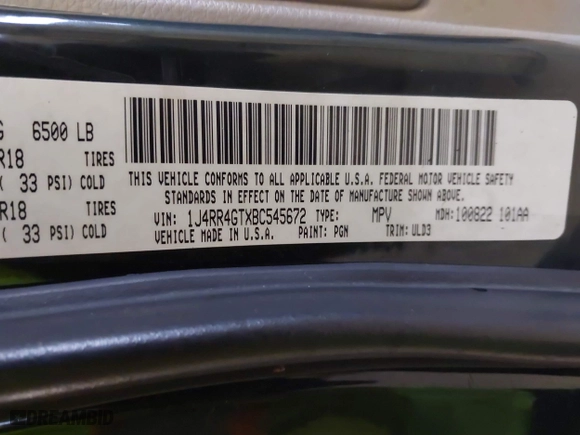 G 6500 LB
R18 TIRES
( 33 PSI) COLD
R18 TIRES
( 33 PSI) COLD
THIS VEHICLE CONFORMS TO ALL APPLICABLE U.S.A. FEDERAL MOTOR VEHICLE SAFETY
STANDARDS IN EFFECT ON THE DATE OF MANUFACTURE SHOWN ABOVE.
VIN: 1J4RR4GTXBC545672 TYPE: MPV MDH: 100822 101AA
VEHICLE MADE IN U.S.A. PAINT: PGN TRIM: ULD3
DREAMBID